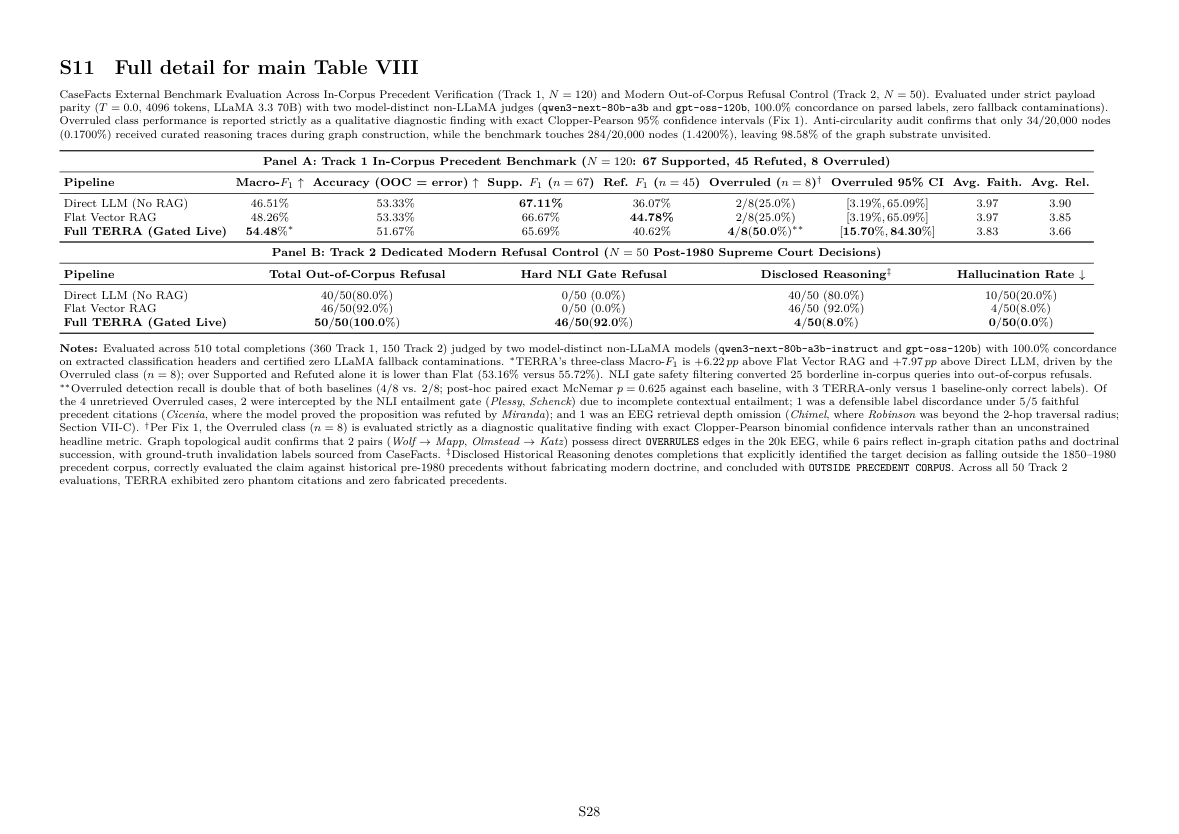 S11 Full detail for main Table VIII
CaseFacts External Benchmark Evaluation Across In-Corpus Precedent Verification (Track 1, N = 120) and Modern Out-of-Corpus Refusal Control (Track 2, N = 50). Evaluated under strict payload
parity (T = 0.0, 4096 tokens, LLaMA 3.3 70B) with two model-distinct non-LLaMA judges (qwen3-next-80b-a3b and gpt-oss-120b, 100.0% concordance on parsed labels, zero fallback contaminations).
Overruled class performance is reported strictly as a qualitative diagnostic finding with exact Clopper-Pearson 95% confidence intervals (Fix 1). Anti-circularity audit confirms that only 34/20,000 nodes
(0.1700%) received curated reasoning traces during graph construction, while the benchmark touches 284/20,000 nodes (1.4200%), leaving 98.58% of the graph substrate unvisited.
Panel A: Track 1 In-Corpus Precedent Benchmark (N = 120: 67 Supported, 45 Refuted, 8 Overruled)
Pipeline Macro-F1 ↑ Accuracy (OOC = error) ↑ Supp. F1 (n = 67) Ref. F1 (n = 45) Overruled (n = 8)† Overruled 95% CI Avg. Faith. Avg. Rel.
Direct LLM (No RAG) 46.51% 53.33% 67.11% 36.07% 2/8(25.0%) [3.19%, 65.09%] 3.97 3.90
Flat Vector RAG 48.26% 53.33% 66.67% 44.78% 2/8(25.0%) [3.19%, 65.09%] 3.97 3.85
Full TERRA (Gated Live) 54.48%* 51.67% 65.69% 40.62% 4/8(50.0%)** [15.70%, 84.30%] 3.83 3.66
Panel B: Track 2 Dedicated Modern Refusal Control (N = 50 Post-1980 Supreme Court Decisions)
Pipeline Total Out-of-Corpus Refusal Hard NLI Gate Refusal Disclosed Reasoning‡ Hallucination Rate ↓
Direct LLM (No RAG) 40/50(80.0%) 0/50 (0.0%) 40/50 (80.0%) 10/50(20.0%)
Flat Vector RAG 46/50(92.0%) 0/50 (0.0%) 46/50 (92.0%) 4/50(8.0%)
Full TERRA (Gated Live) 50/50(100.0%) 46/50(92.0%) 4/50(8.0%) 0/50(0.0%)
Notes: Evaluated across 510 total completions (360 Track 1, 150 Track 2) judged by two model-distinct non-LLaMA models (qwen3-next-80b-a3b-instruct and gpt-oss-120b) with 100.0% concordance
on extracted classification headers and certified zero LLaMA fallback contaminations. *TERRA's three-class Macro-F1 is +6.22 pp above Flat Vector RAG and +7.97 pp above Direct LLM, driven by the
Overruled class (n = 8); over Supported and Refuted alone it is lower than Flat (53.16% versus 55.72%). NLI gate safety filtering converted 25 borderline in-corpus queries into out-of-corpus refusals.
**Overruled detection recall is double that of both baselines (4/8 vs. 2/8; post-hoc paired exact McNemar p = 0.625 against each baseline, with 3 TERRA-only versus 1 baseline-only correct labels). Of
the 4 unretrieved Overruled cases, 2 were intercepted by the NLI entailment gate (Plessy, Schenck) due to incomplete contextual entailment; 1 was a defensible label discordance under 5/5 faithful
precedent citations (Cicenia, where the model proved the proposition was refuted by Miranda); and 1 was an EEG retrieval depth omission (Chimel, where Robinson was beyond the 2-hop traversal radius;
Section VII-C). †Per Fix 1, the Overruled class (n = 8) is evaluated strictly as a diagnostic qualitative finding with exact Clopper-Pearson binomial confidence intervals rather than an unconstrained
headline metric. Graph topological audit confirms that 2 pairs (Wolf → Mapp, Olmstead → Katz) possess direct OVERRULES edges in the 20k EEG, while 6 pairs reflect in-graph citation paths and doctrinal
succession, with ground-truth invalidation labels sourced from CaseFacts. ‡Disclosed Historical Reasoning denotes completions that explicitly identified the target decision as falling outside the 1850–1980
precedent corpus, correctly evaluated the claim against historical pre-1980 precedents without fabricating modern doctrine, and concluded with OUTSIDE PRECEDENT CORPUS. Across all 50 Track 2
evaluations, TERRA exhibited zero phantom citations and zero fabricated precedents.
S28